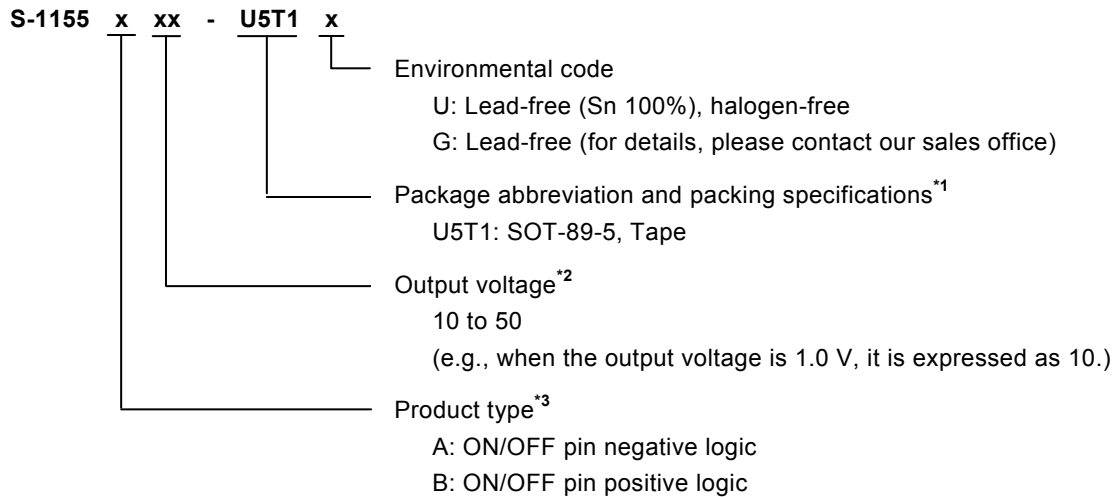 S-1155 x xx - U5T1 x
Environmental code
U: Lead-free (Sn 100%), halogen-free
G: Lead-free (for details, please contact our sales office)
Package abbreviation and packing specifications*1
U5T1: SOT-89-5, Tape
Output voltage*2
10 to 50
(e.g., when the output voltage is 1.0 V, it is expressed as 10.)
Product type*3
A: ON/OFF pin negative logic
B: ON/OFF pin positive logic